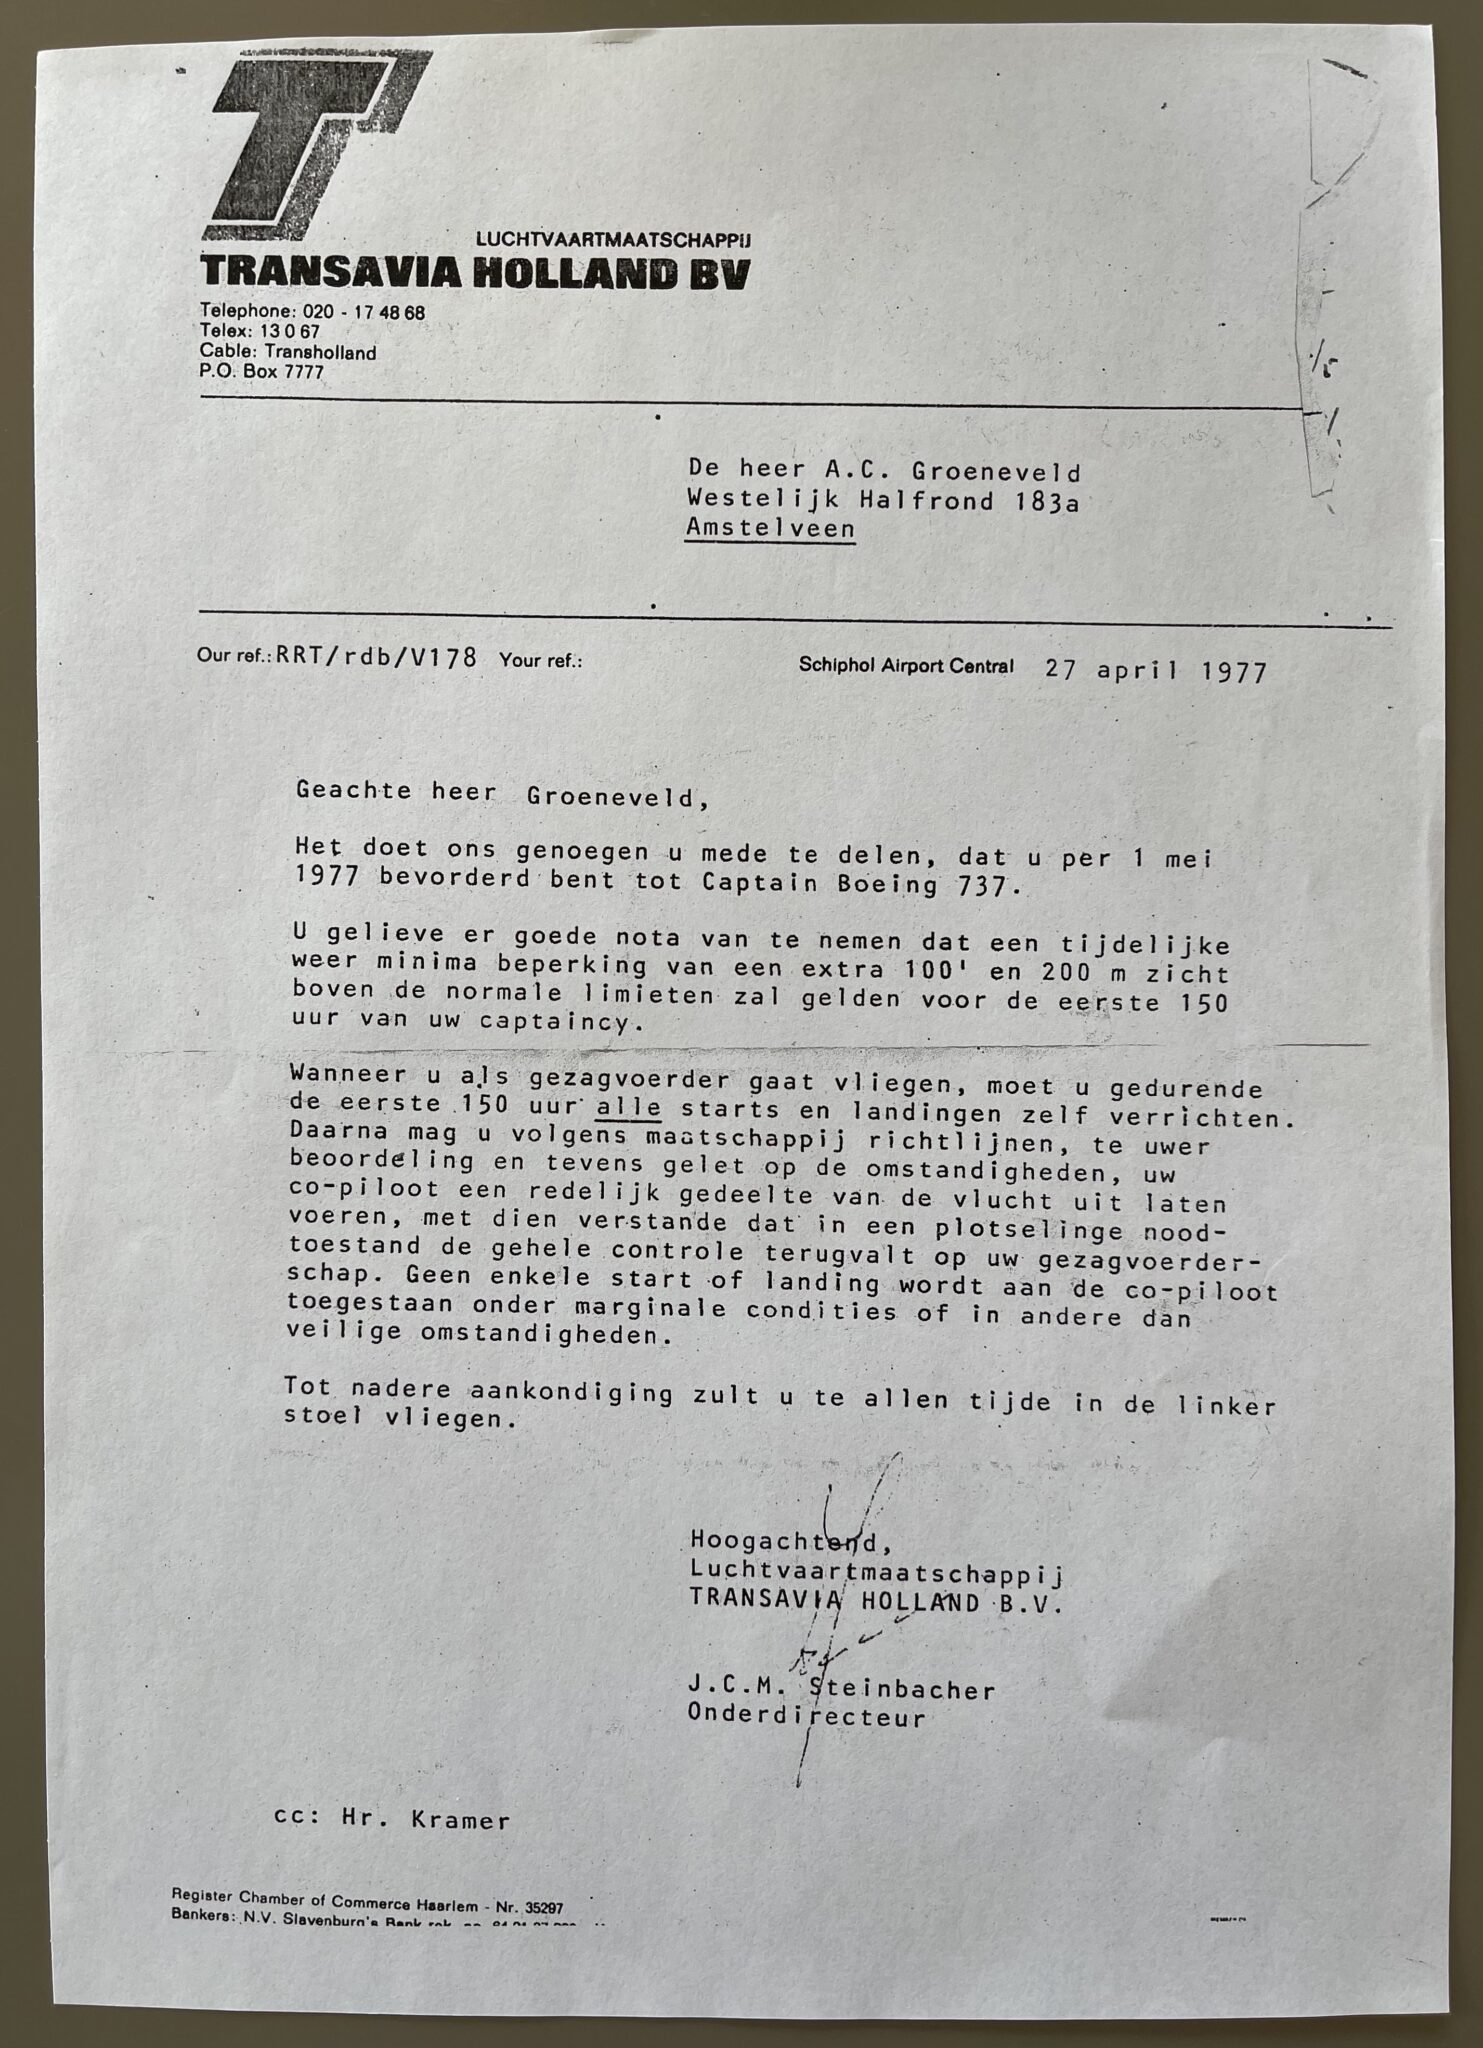 T
LUCHTVAARTMAATSCHAPPIJ
TRANSAVIA HOLLAND BV
Telephone: 020 - 17 48 68
Telex: 13 0 67
Cable: Transholland
P.O. Box 7777
De heer A.C. Groeneveld
Westelijk Halfrond 183a
Amstelveen
Our ref.: RRT/rdb/V178 Your ref.: Schiphol Airport Central 27 april 1977
Geachte heer Groeneveld,
Het doet ons genoegen u mede te delen, dat u per 1 mei
1977 bevorderd bent tot Captain Boeing 737.
U gelieve er goede nota van te nemen dat een tijdelijke
weer minima beperking van een extra 100' en 200 m zicht
boven de normale limieten zal gelden voor de eerste 150
uur van uw captaincy.
Wanneer u als gezagvoerder gaat vliegen, moet u gedurende
de eerste 150 uur alle starts en landingen zelf verrichten.
Daarna mag u volgens maatschappij richtlijnen, te uwer
beoordeling en tevens gelet op de omstandigheden, uw
co-piloot een redelijk gedeelte van de vlucht uit laten
voeren, met dien verstande dat in een plotselinge nood-
toestand de gehele controle terugvalt op uw gezagvoerder-
schap. Geen enkele start of landing wordt aan de co-piloot
toegestaan onder marginale condities of in andere dan
veilige omstandigheden.
Tot nadere aankondiging zult u te allen tijde in de linker
stoel vliegen.
Hoogachtend,
Luchtvaartmaatschappij
TRANSAVIA HOLLAND B.V.
J.C.M. Steinbacher
Onderdirecteur
cc: Hr. Kramer
Register Chamber of Commerce Haarlem - Nr. 35297
Bankers: N.V. Slavenburg's Bank